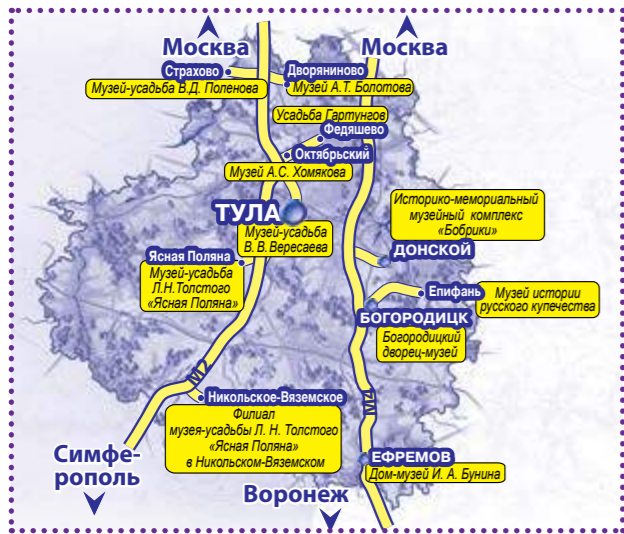 Москва
Москва
Страхово
Музей-усадьба В.Д. Поленова
Дворяниново
Музей А.Т. Болотова
Усадьба Гартунгов
Федяшево
Октябрьский
Музей А.С. Хомякова
ТУЛА
Музей-усадьба
В. В. Вересаева
Историко-мемориальный
музейный комплекс
«Бобрики»
ДОНСКОЙ
Ясная Поляна
Музей-усадьба
Л.Н.Толстого
«Ясная Поляна»
Епифань
Музей истории
русского купечества
БОГОРОДИЦК
Богородицкий
дворец-музей
М2
М4
Никольское-Вяземское
Филиал
музея-усадьбы Л. Н. Толстого
«Ясная Поляна»
в Никольском-Вяземском
ЕФРЕМОВ
Дом-музей И. А. Бунина
Симфе-
рополь
Воронеж